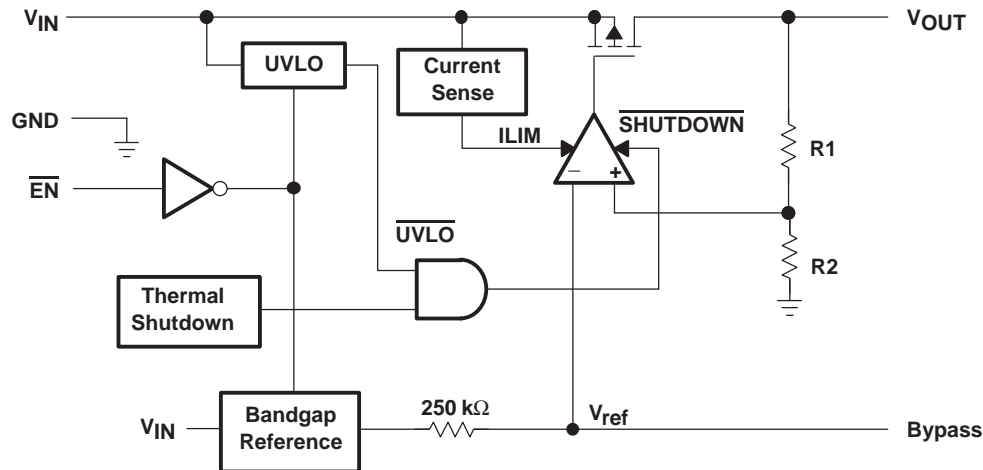 VIN
VOUT
UVLO
Current
Sense
GND
SHUTDOWN
ILIM
R1
EN
− +
UVLO
R2
Thermal
Shutdown
250 kΩ
Vref
VIN
Bandgap
Reference
Bypass